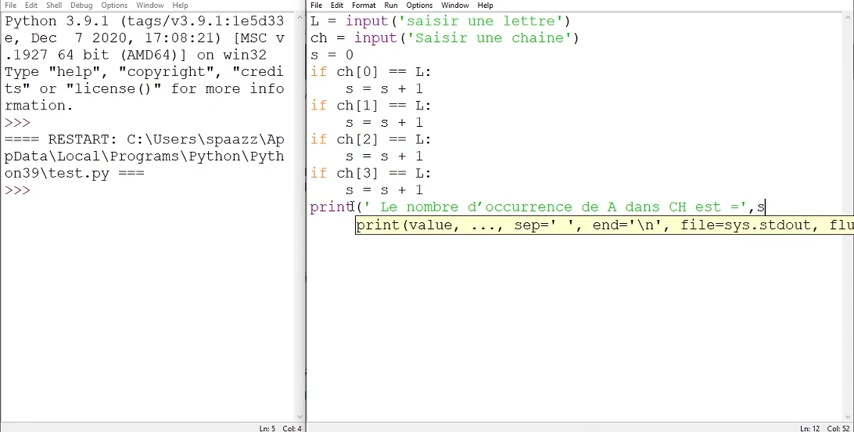 File Edit Shell Debug Options Window Help
Python 3.9.1 (tags/v3.9.1:1e5d33
e, Dec  7 2020, 17:08:21) [MSC v
.1927 64 bit (AMD64)] on win32
Type "help", "copyright", "credi
ts" or "license()" for more info
rmation.
>>>
==== RESTART: C:\Users\spaazz\Ap
pData\Local\Programs\Python\Pyth
on39\test.py ===
>>>
Ln: 5 Col: 4
File Edit Format Run Options Window Help
L = input('saisir une lettre')
ch = input('Saisir une chaine')
s = 0
if ch[0] == L:
    s = s + 1
if ch[1] == L:
    s = s + 1
if ch[2] == L:
    s = s + 1
if ch[3] == L:
    s = s + 1
print(' Le nombre d’occurrence de A dans CH est =',s
print(value, ..., sep=' ', end='\n', file=sys.stdout, flu
Ln: 12 Col: 52